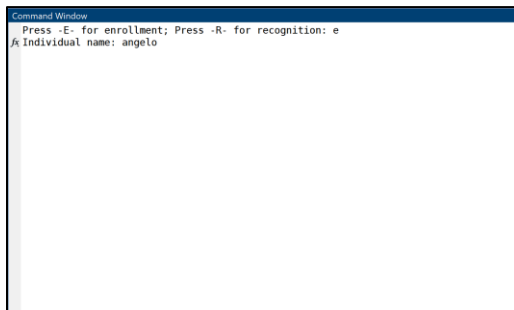 Command Window
Press -E- for enrollment; Press -R- for recognition: e
fx Individual name: angelo